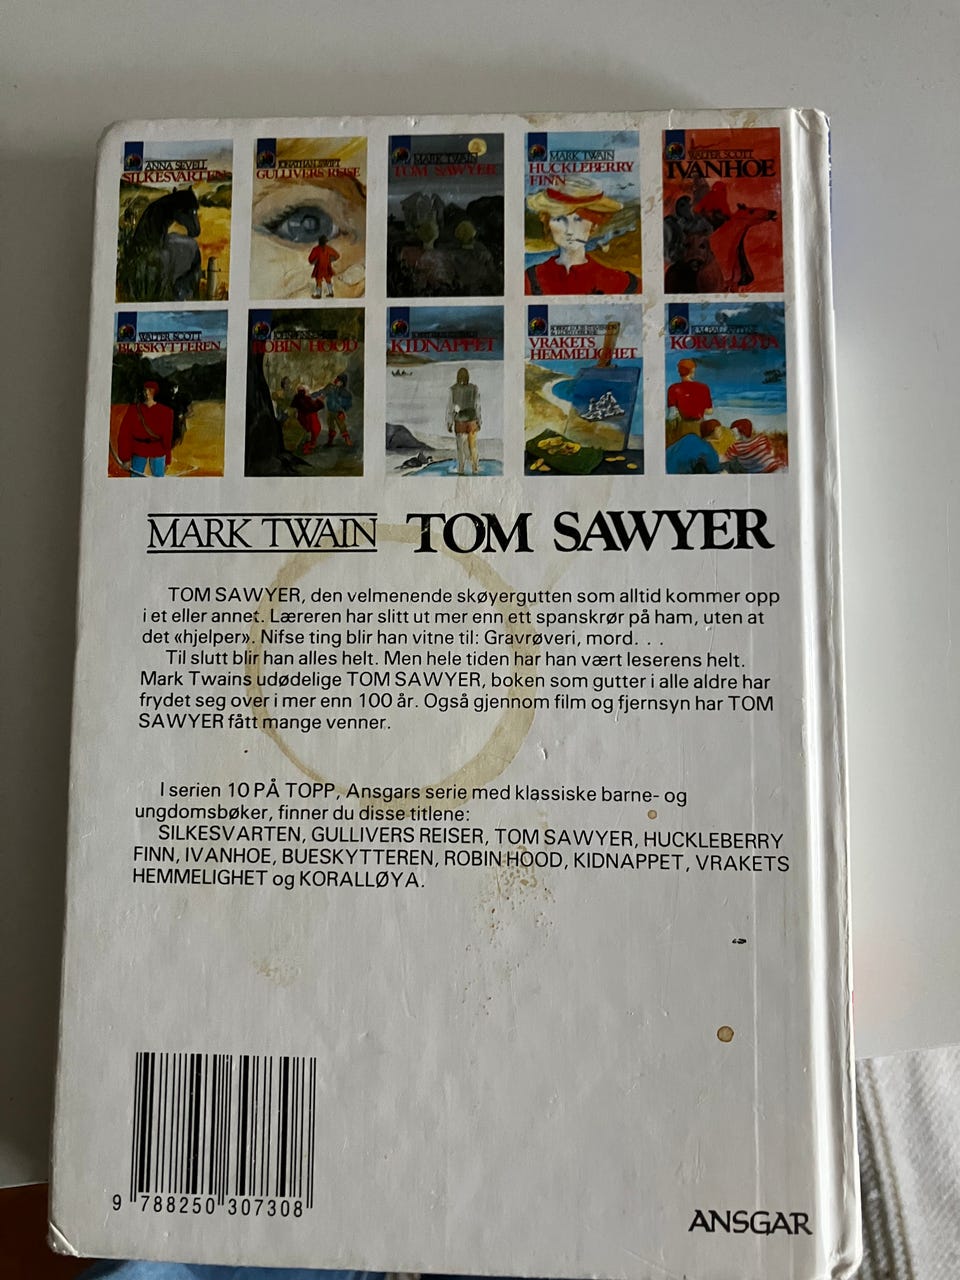 ANNA SEWELL
SILKESVARTEN
JONATHAN SWIFT
GULLIVERS REISE
MARK TWAIN
TOM SAWYER
MARK TWAIN
HUCKLEBERRY
FINN
WALTER SCOTT
IVANHOE
WALTER SCOTT
BUESKYTTEREN
ROBIN HOOD
KIDNAPPET
VRAKETS
HEMMELIGHET
KORALLØYA
MARK TWAIN TOM SAWYER
TOM SAWYER, den velmenende skøyergutten som alltid kommer opp
i et eller annet. Læreren har slitt ut mer enn ett spanskrør på ham, uten at
det «hjelper». Nifse ting blir han vitne til: Gravrøveri, mord. . .
Til slutt blir han alles helt. Men hele tiden har han vært leserens helt.
Mark Twains udødelige TOM SAWYER, boken som gutter i alle aldre har
frydet seg over i mer enn 100 år. Også gjennom film og fjernsyn har TOM
SAWYER fått mange venner.
I serien 10 PÅ TOPP, Ansgars serie med klassiske barne- og
ungdomsbøker, finner du disse titlene:
SILKESVARTEN, GULLIVERS REISER, TOM SAWYER, HUCKLEBERRY
FINN, IVANHOE, BUESKYTTEREN, ROBIN HOOD, KIDNAPPET, VRAKETS
HEMMELIGHET og KORALLØYA.
9 788250 307308
ANSGAR